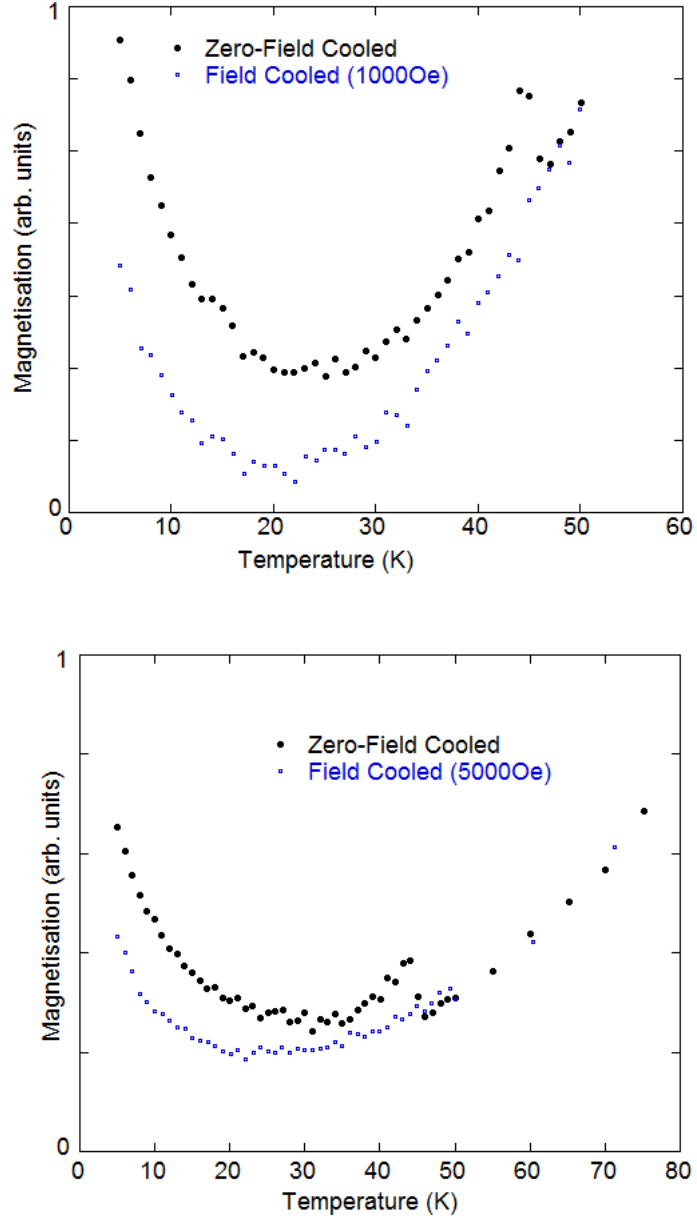 1
Zero-Field Cooled
Field Cooled (1000Oe)
Magnetisation (arb. units)
0
0 10 20 30 40 50 60
Temperature (K)
1
Zero-Field Cooled
Field Cooled (5000Oe)
Magnetisation (arb. units)
0
0 10 20 30 40 50 60 70 80
Temperature (K)